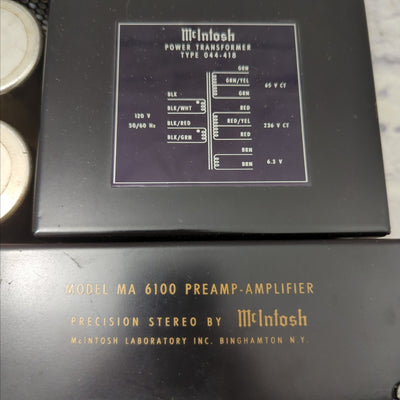 McIntosh
POWER TRANSFORMER
TYPE 044-418
GRN
GRN/YEL
65 V CT
GRN
BLK
RED
BLK/WHT
120 V
50/60 Hz
BLK/RED
RED/YEL
236 V CT
RED
BLK/GRN
BRN
6.3 V
BRN
MODEL MA 6100 PREAMP-AMPLIFIER
PRECISION STEREO BY McIntosh
McINTOSH LABORATORY INC. BINGHAMTON N.Y.